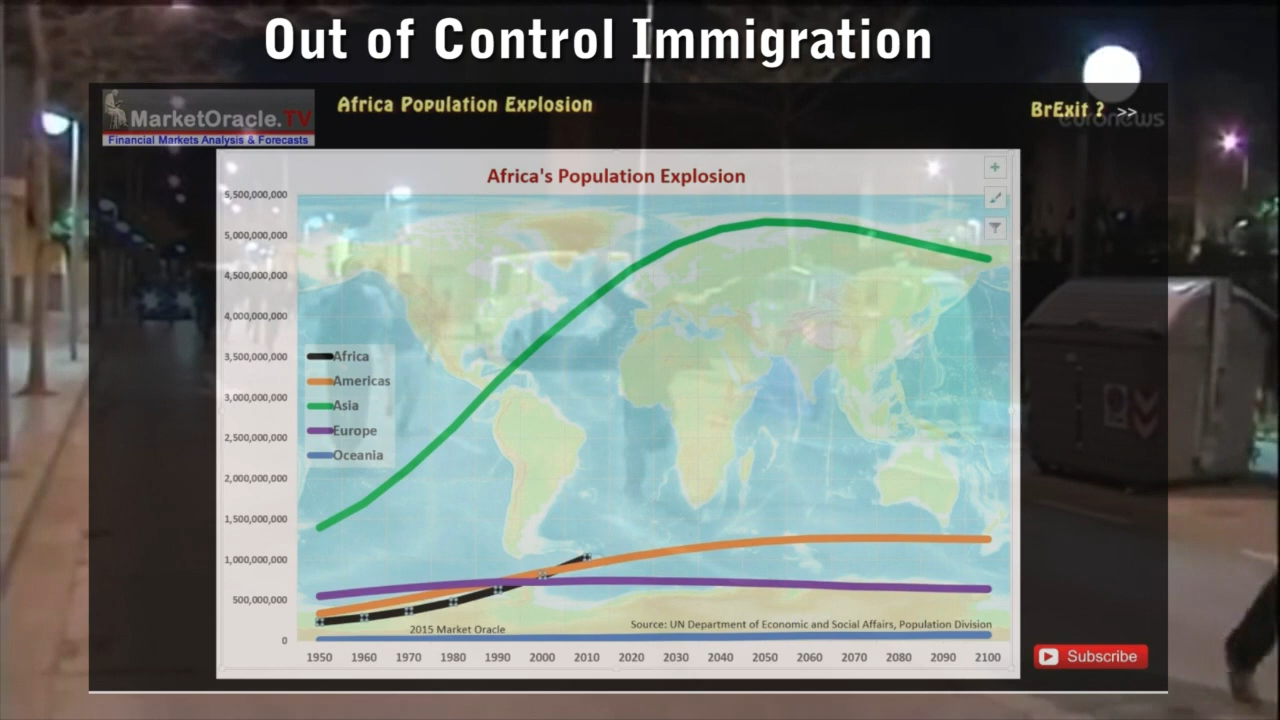 Out of Control Immigration
MarketOracle.TV
Financial Markets Analysis & Forecasts
Africa Population Explosion
BrExit ? >>
euronews
Africa's Population Explosion
5,500,000,000
5,000,000,000
4,500,000,000
4,000,000,000
3,500,000,000
3,000,000,000
2,500,000,000
2,000,000,000
1,500,000,000
1,000,000,000
500,000,000
0
Africa
Americas
Asia
Europe
Oceania
2015 Market Oracle
Source: UN Department of Economic and Social Affairs, Population Division
1950 1960 1970 1980 1990 2000 2010 2020 2030 2040 2050 2060 2070 2080 2090 2100
Subscribe